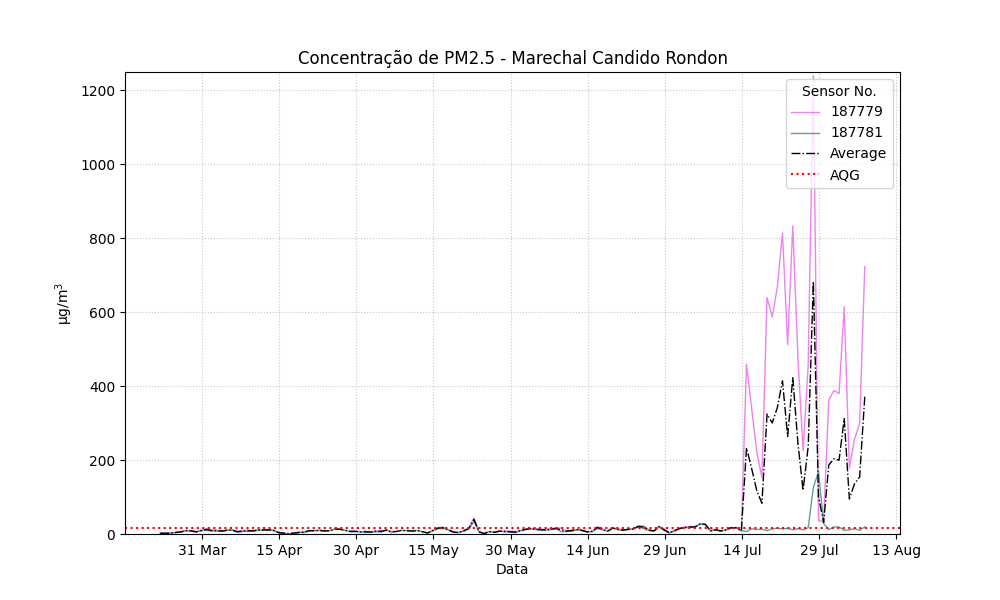 Concentração de PM2.5 - Marechal Candido Rondon
Sensor No.
187779
187781
Average
AQG
1200
1000
800
600
400
200
0
µg/m³
31 Mar
15 Apr
30 Apr
15 May
30 May
14 Jun
29 Jun
14 Jul
29 Jul
13 Aug
Data